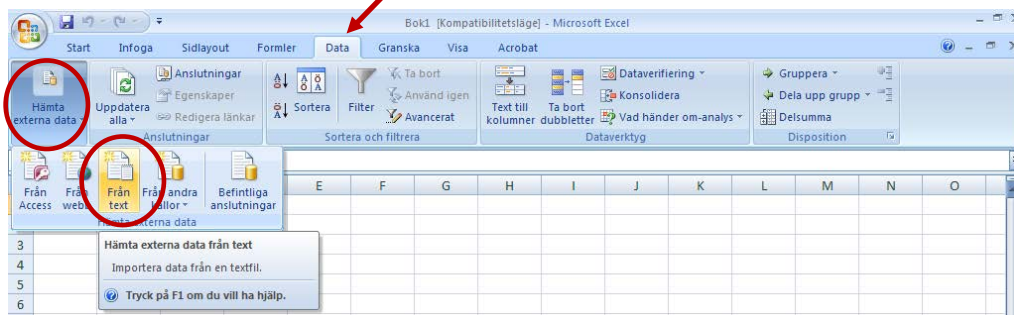 Bok1 [Kompatibilitetsläge] - Microsoft Excel
Start Infoga Sidlayout Formler Data Granska Visa Acrobat
Hämta externa data
Uppdatera alla
Anslutningar
Egenskaper
Redigera länkar
Anslutningar
Sortera
Filter
Ta bort
Använd igen
Avancerat
Sortera och filtrera
Text till kolumner
Ta bort dubbletter
Dataverifiering
Konsolidera
Vad händer om-analys
Dataverktyg
Gruppera
Dela upp grupp
Delsumma
Disposition
Från Access
Från webb
Från text
Från andra källor
Befintliga anslutningar
Hämta externa data
E F G H I J K L M N O
3
Hämta externa data från text
4
Importera data från en textfil.
5
Tryck på F1 om du vill ha hjälp.
6